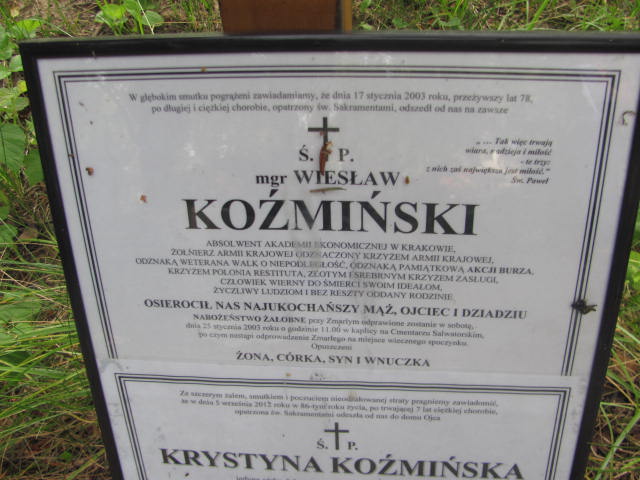 W głębokim smutku pogrążeni zawiadamiamy, że dnia 17 stycznia 2003 roku, przeżywszy lat 78,
po długiej i ciężkiej chorobie, opatrzony św. Sakramentami, odszedł od nas na zawsze
„ ... Tak więc trwają
wiara, nadzieja i miłość
- te trzy:
z nich zaś największa jest miłość."
Św. Paweł
Ś. P.
mgr WIESŁAW
KOŹMIŃSKI
ABSOLWENT AKADEMII EKONOMICZNEJ W KRAKOWIE,
ŻOŁNIERZ ARMII KRAJOWEJ ODZNACZONY KRZYŻEM ARMII KRAJOWEJ,
ODZNAKĄ WETERANA WALK O NIEPODLEGŁOŚĆ, ODZNAKĄ PAMIĄTKOWĄ AKCJI BURZA,
KRZYŻEM POLONIA RESTITUTA, ZŁOTYM I SREBRNYM KRZYŻEM ZASŁUGI,
CZŁOWIEK WIERNY DO ŚMIERCI SWOIM IDEAŁOM,
ŻYCZLIWY LUDZIOM I BEZ RESZTY ODDANY RODZINIE
OSIEROCIŁ NAS NAJUKOCHAŃSZY MĄŻ, OJCIEC I DZIADZIU
NABOŻEŃSTWO ŻAŁOBNE przy Zmarłym odprawione zostanie w sobotę,
dnia 25 stycznia 2003 roku o godzinie 11.00 w kaplicy na Cmentarzu Salwatorskim,
po czym nastąpi odprowadzenie Zmarłego na miejsce wiecznego spoczynku.
Opuszczeni
ŻONA, CÓRKA, SYN I WNUCZKA
Ze szczerym żalem, smutkiem i poczuciem nieodżałowanej straty pragniemy zawiadomić,
że w dniu 5 września 2012 roku w 86-tym roku życia, po trwającej 7 lat ciężkiej chorobie,
opatrzona św. Sakramentami odeszła od nas do domu Ojca
Ś. P.
KRYSTYNA KOŹMIŃSKA